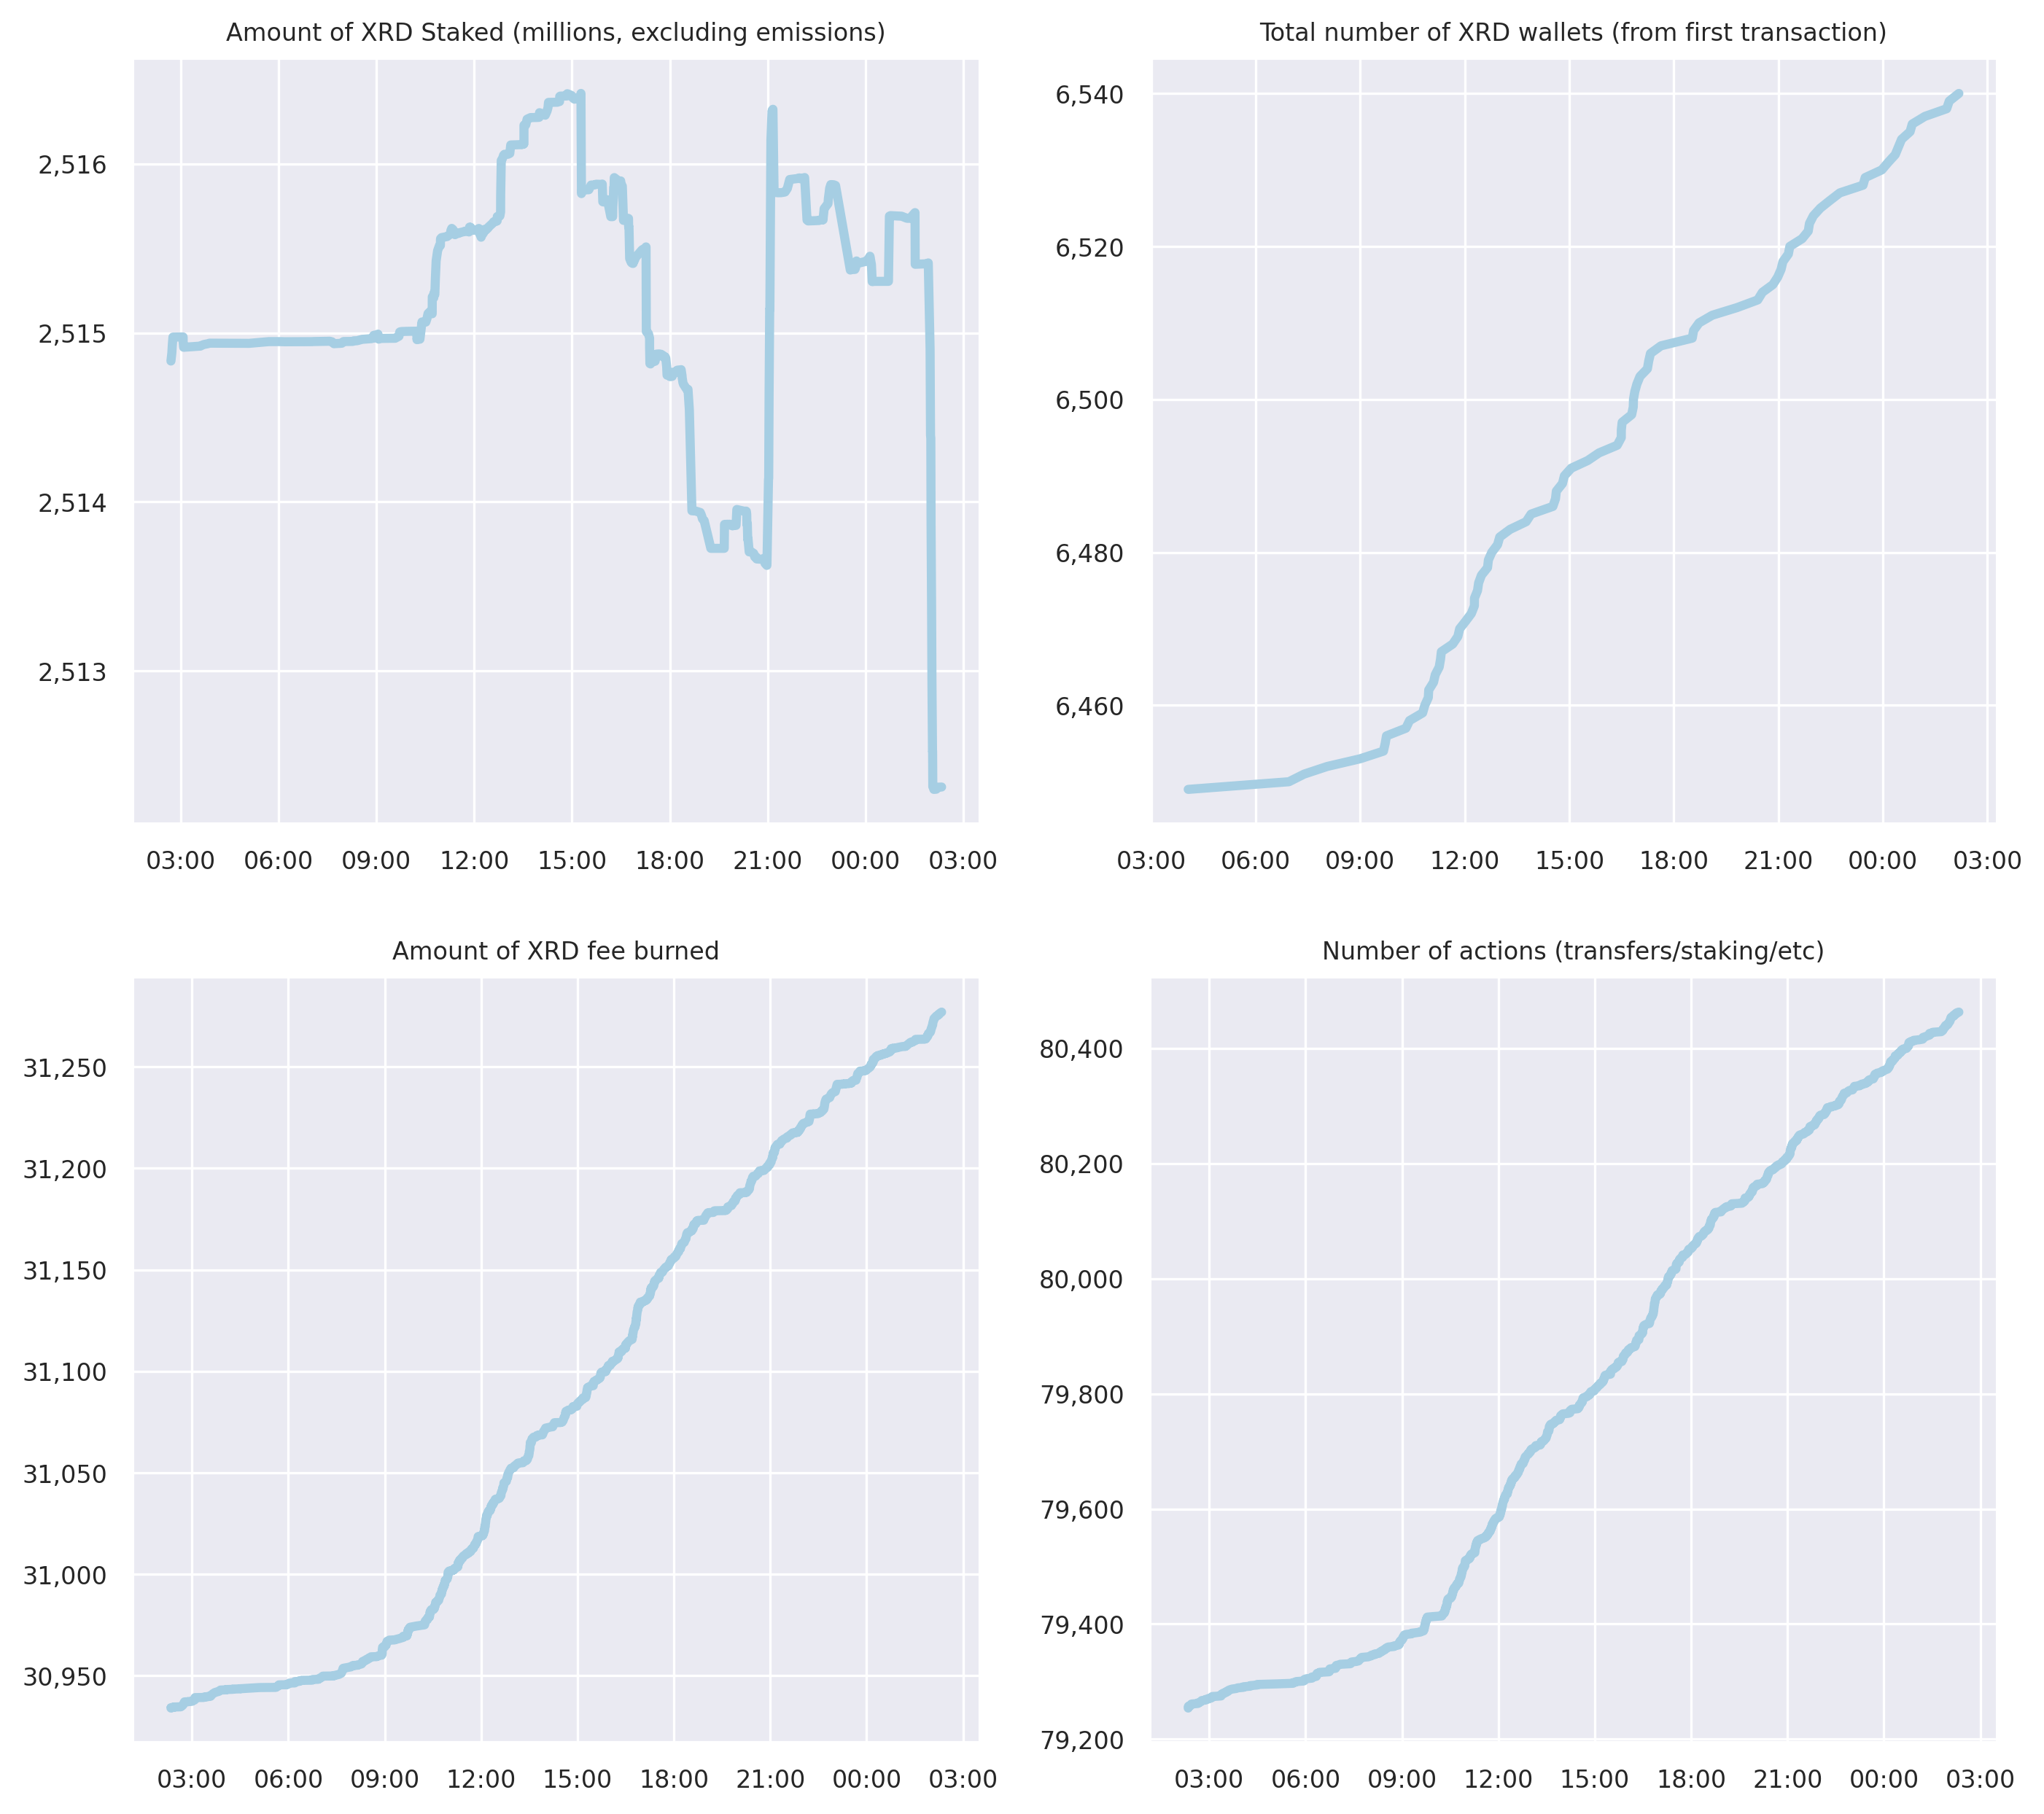 Amount of XRD Staked (millions, excluding emissions)
2,516
2,515
2,514
2,513
03:00 06:00 09:00 12:00 15:00 18:00 21:00 00:00 03:00
Total number of XRD wallets (from first transaction)
6,540
6,520
6,500
6,480
6,460
03:00 06:00 09:00 12:00 15:00 18:00 21:00 00:00 03:00
Amount of XRD fee burned
31,250
31,200
31,150
31,100
31,050
31,000
30,950
03:00 06:00 09:00 12:00 15:00 18:00 21:00 00:00 03:00
Number of actions (transfers/staking/etc)
80,400
80,200
80,000
79,800
79,600
79,400
79,200
03:00 06:00 09:00 12:00 15:00 18:00 21:00 00:00 03:00